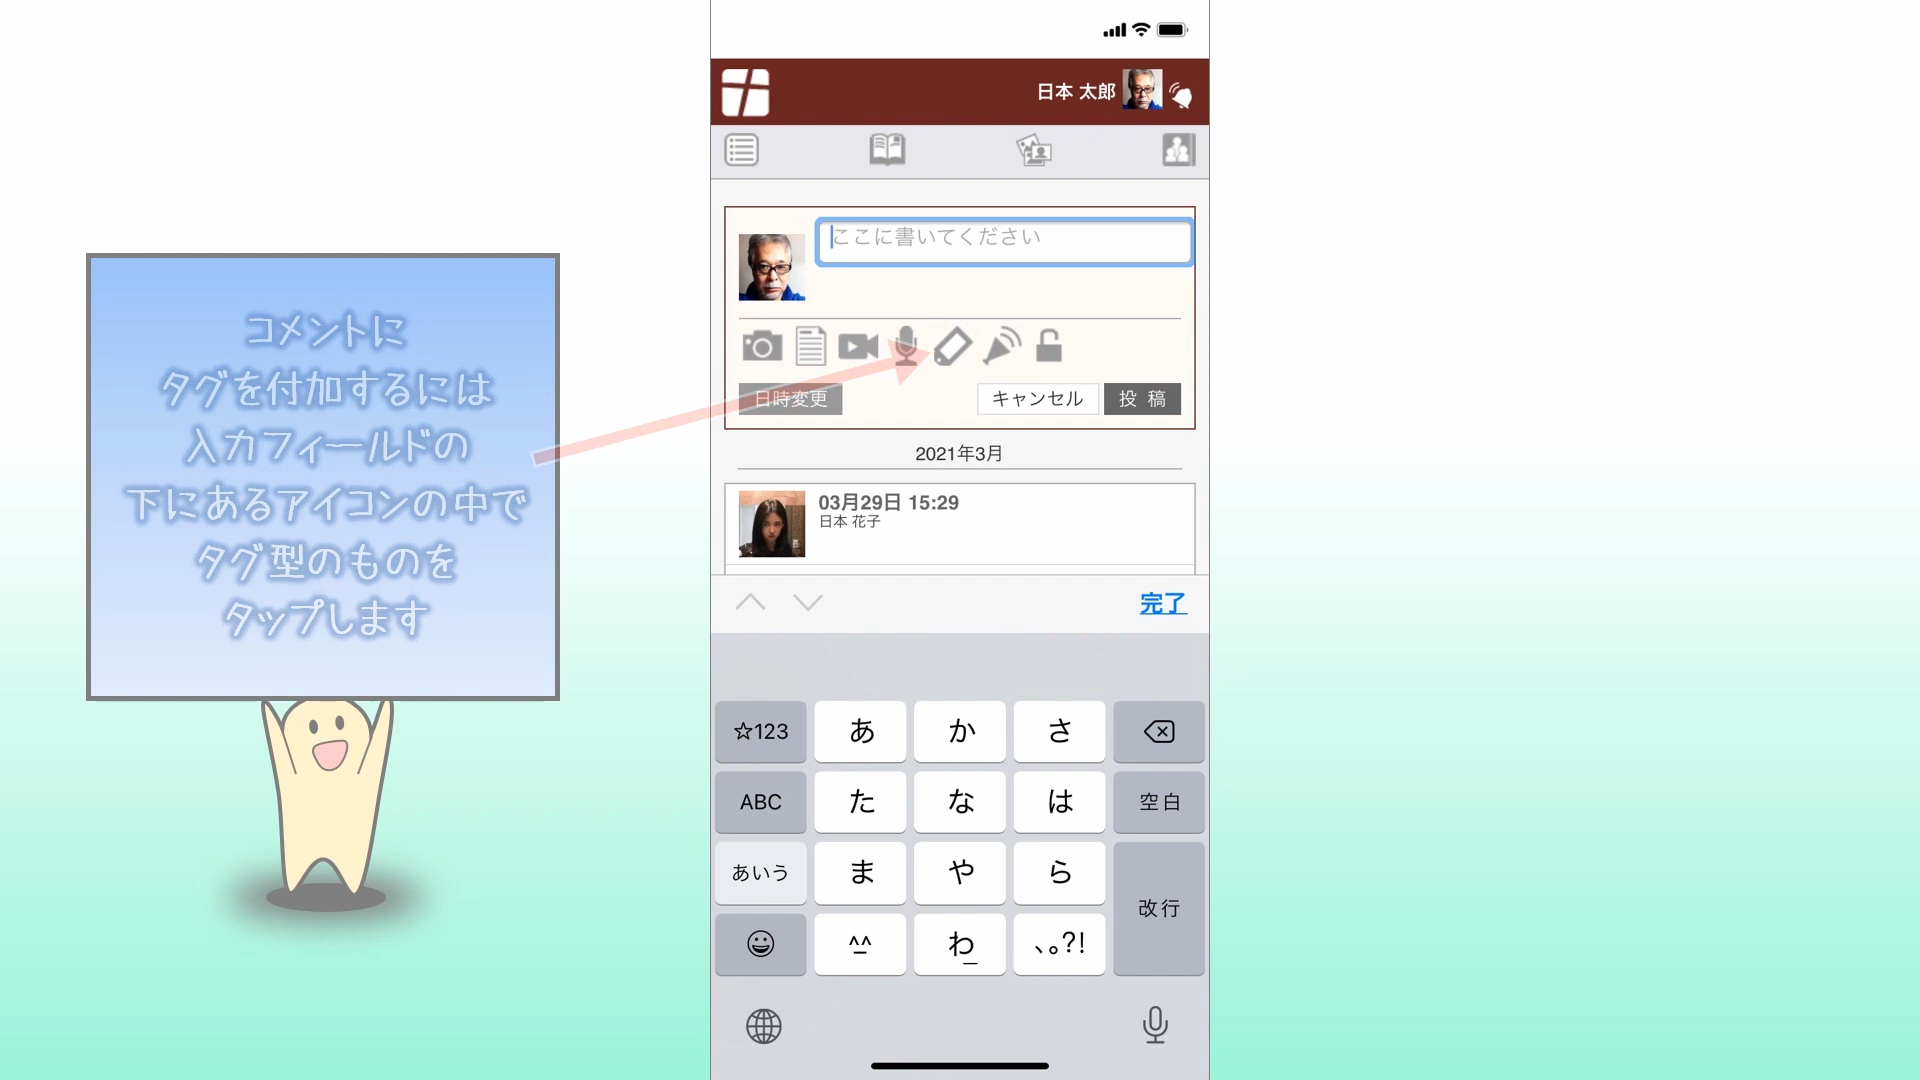 コメントに
タグを付加するには
入力フィールドの
下にあるアイコンの中で
タグ型のものを
タップします
日本 太郎
ここに書いてください
日時変更
キャンセル
投 稿
2021年3月
03月29日 15:29
日本 花子
完了
☆123 あ か さ
ABC た な は 空白
あいう ま や ら
改行
^^ わ 、。?!